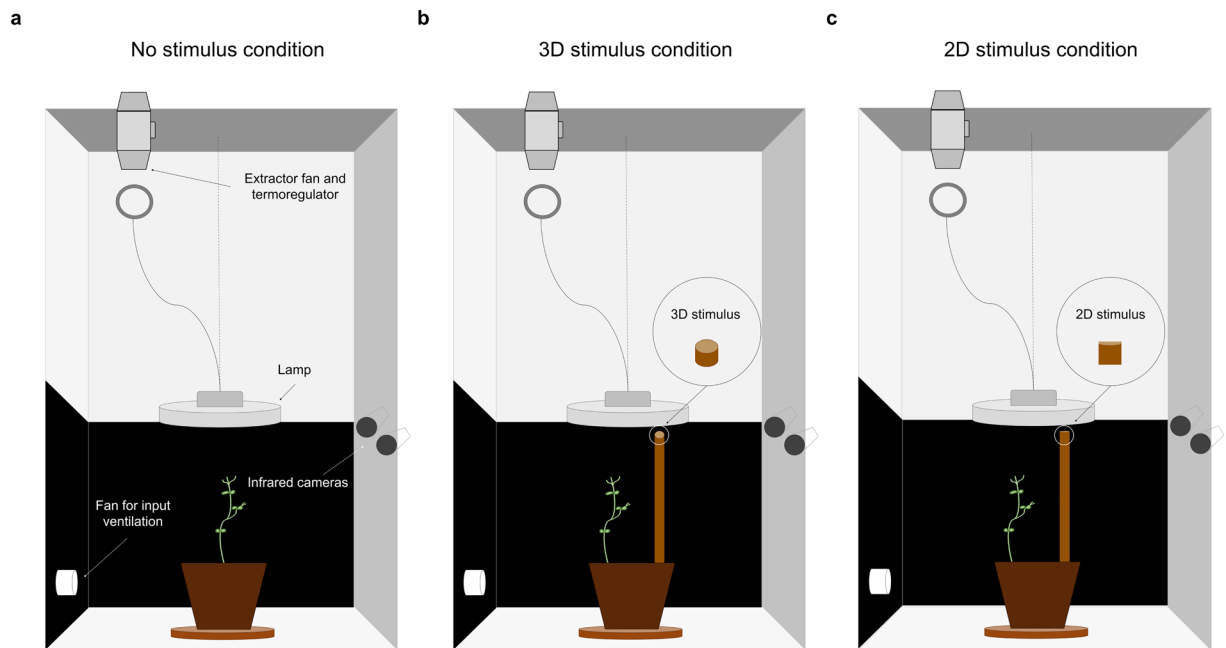 a
No stimulus condition
Extractor fan and
termoregulator
Lamp
Infrared cameras
Fan for input
ventilation
b
3D stimulus condition
3D stimulus
c
2D stimulus condition
2D stimulus